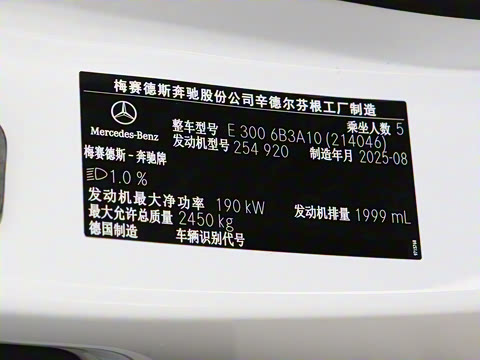 梅赛德斯奔驰股份公司辛德尔芬根工厂制造
Mercedes-Benz
整车型号 E 300 6B3A10 (214046) 乘坐人数 5
发动机型号 254 920 制造年月 2025-08
梅赛德斯-奔驰牌
1.0 %
发动机最大净功率 190 kW 发动机排量 1999 mL
最大允许总质量 2450 kg
德国制造 车辆识别代号